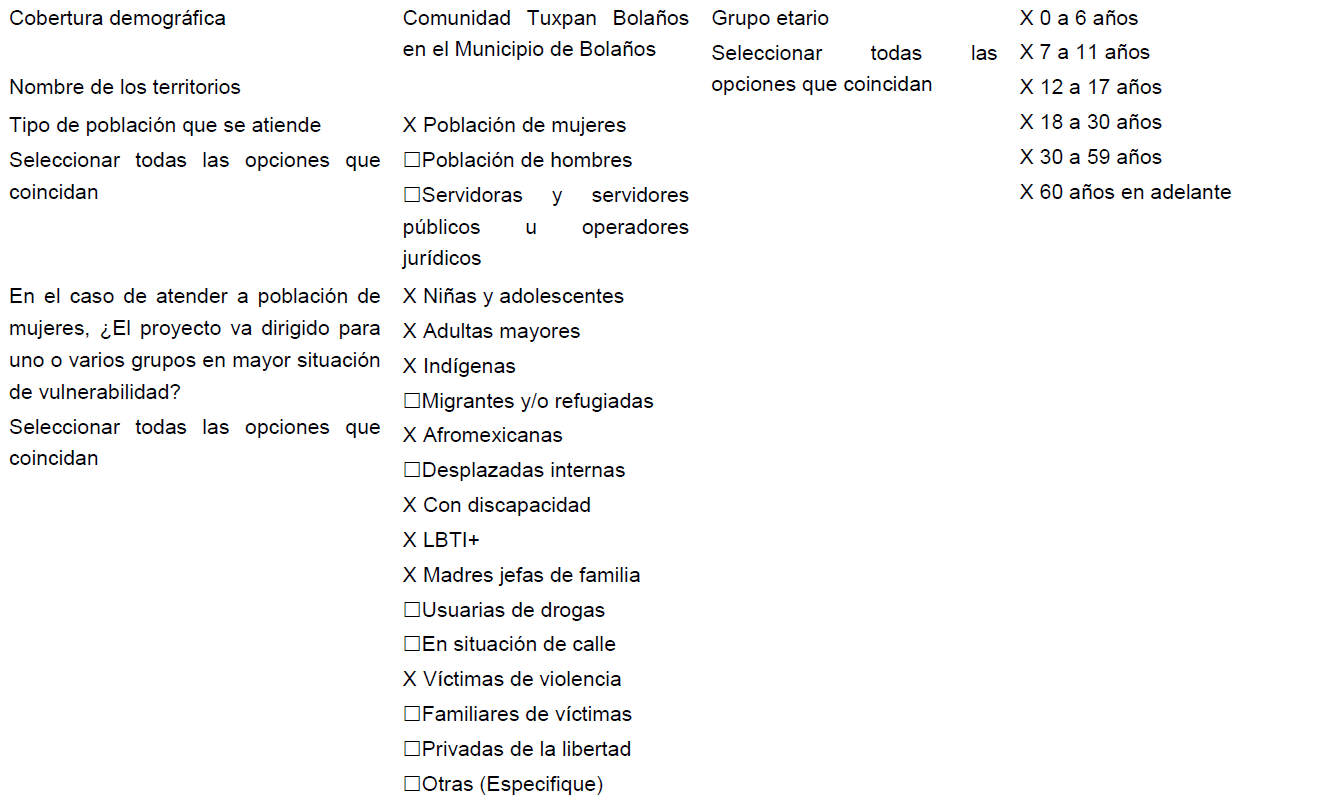 Cobertura demográfica
Nombre de los territorios
Comunidad Tuxpan Bolaños
en el Municipio de Bolaños
Grupo etario
Seleccionar todas las
opciones que coincidan
X 0 a 6 años
X 7 a 11 años
X 12 a 17 años
X 18 a 30 años
X 30 a 59 años
X 60 años en adelante
Tipo de población que se atiende
Seleccionar todas las opciones que
coincidan
X Población de mujeres
☐Población de hombres
☐Servidoras y servidores
públicos u operadores
jurídicos
En el caso de atender a población de
mujeres, ¿El proyecto va dirigido para
uno o varios grupos en mayor situación
de vulnerabilidad?
Seleccionar todas las opciones que
coincidan
X Niñas y adolescentes
X Adultas mayores
X Indígenas
☐Migrantes y/o refugiadas
X Afromexicanas
☐Desplazadas internas
X Con discapacidad
X LBTI+
X Madres jefas de familia
☐Usuarias de drogas
☐En situación de calle
X Víctimas de violencia
☐Familiares de víctimas
☐Privadas de la libertad
☐Otras (Especifique)